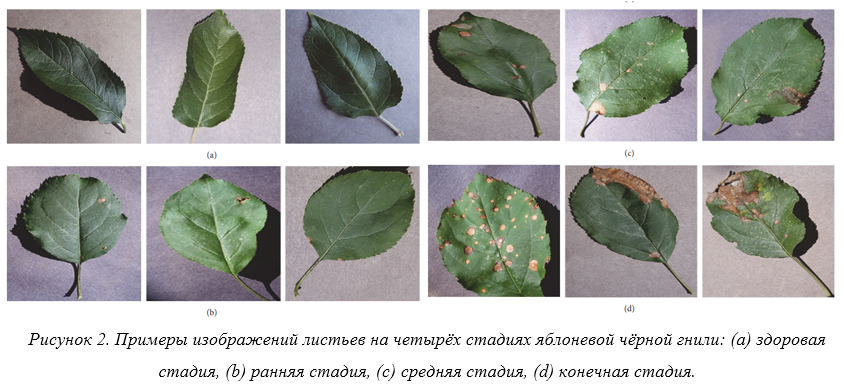 (a)
(c)
(b)
(d)
Рисунок 2. Примеры изображений листьев на четырёх стадиях яблоневой чёрной гнили: (a) здоровая
стадия, (b) ранняя стадия, (c) средняя стадия, (d) конечная стадия.